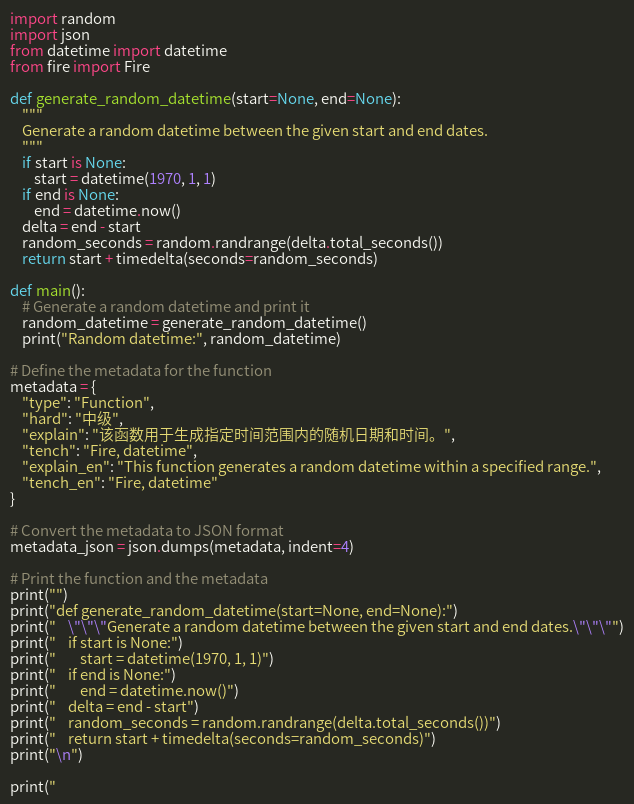 import random
import json
from datetime import datetime
from fire import Fire

def generate_random_datetime(start=None, end=None):
    """
    Generate a random datetime between the given start and end dates.
    """
    if start is None:
        start = datetime(1970, 1, 1)
    if end is None:
        end = datetime.now()
    delta = end - start
    random_seconds = random.randrange(delta.total_seconds())
    return start + timedelta(seconds=random_seconds)

def main():
    # Generate a random datetime and print it
    random_datetime = generate_random_datetime()
    print("Random datetime:", random_datetime)

# Define the metadata for the function
metadata = {
    "type": "Function",
    "hard": "中级",
    "explain": "该函数用于生成指定时间范围内的随机日期和时间。",
    "tench": "Fire, datetime",
    "explain_en": "This function generates a random datetime within a specified range.",
    "tench_en": "Fire, datetime"
}

# Convert the metadata to JSON format
metadata_json = json.dumps(metadata, indent=4)

# Print the function and the metadata
print("")
print("def generate_random_datetime(start=None, end=None):")
print("    \"\"\"Generate a random datetime between the given start and end dates.\"\"\"")
print("    if start is None:")
print("        start = datetime(1970, 1, 1)")
print("    if end is None:")
print("        end = datetime.now()")
print("    delta = end - start")
print("    random_seconds = random.randrange(delta.total_seconds())")
print("    return start + timedelta(seconds=random_seconds)")
print("\n")

print("